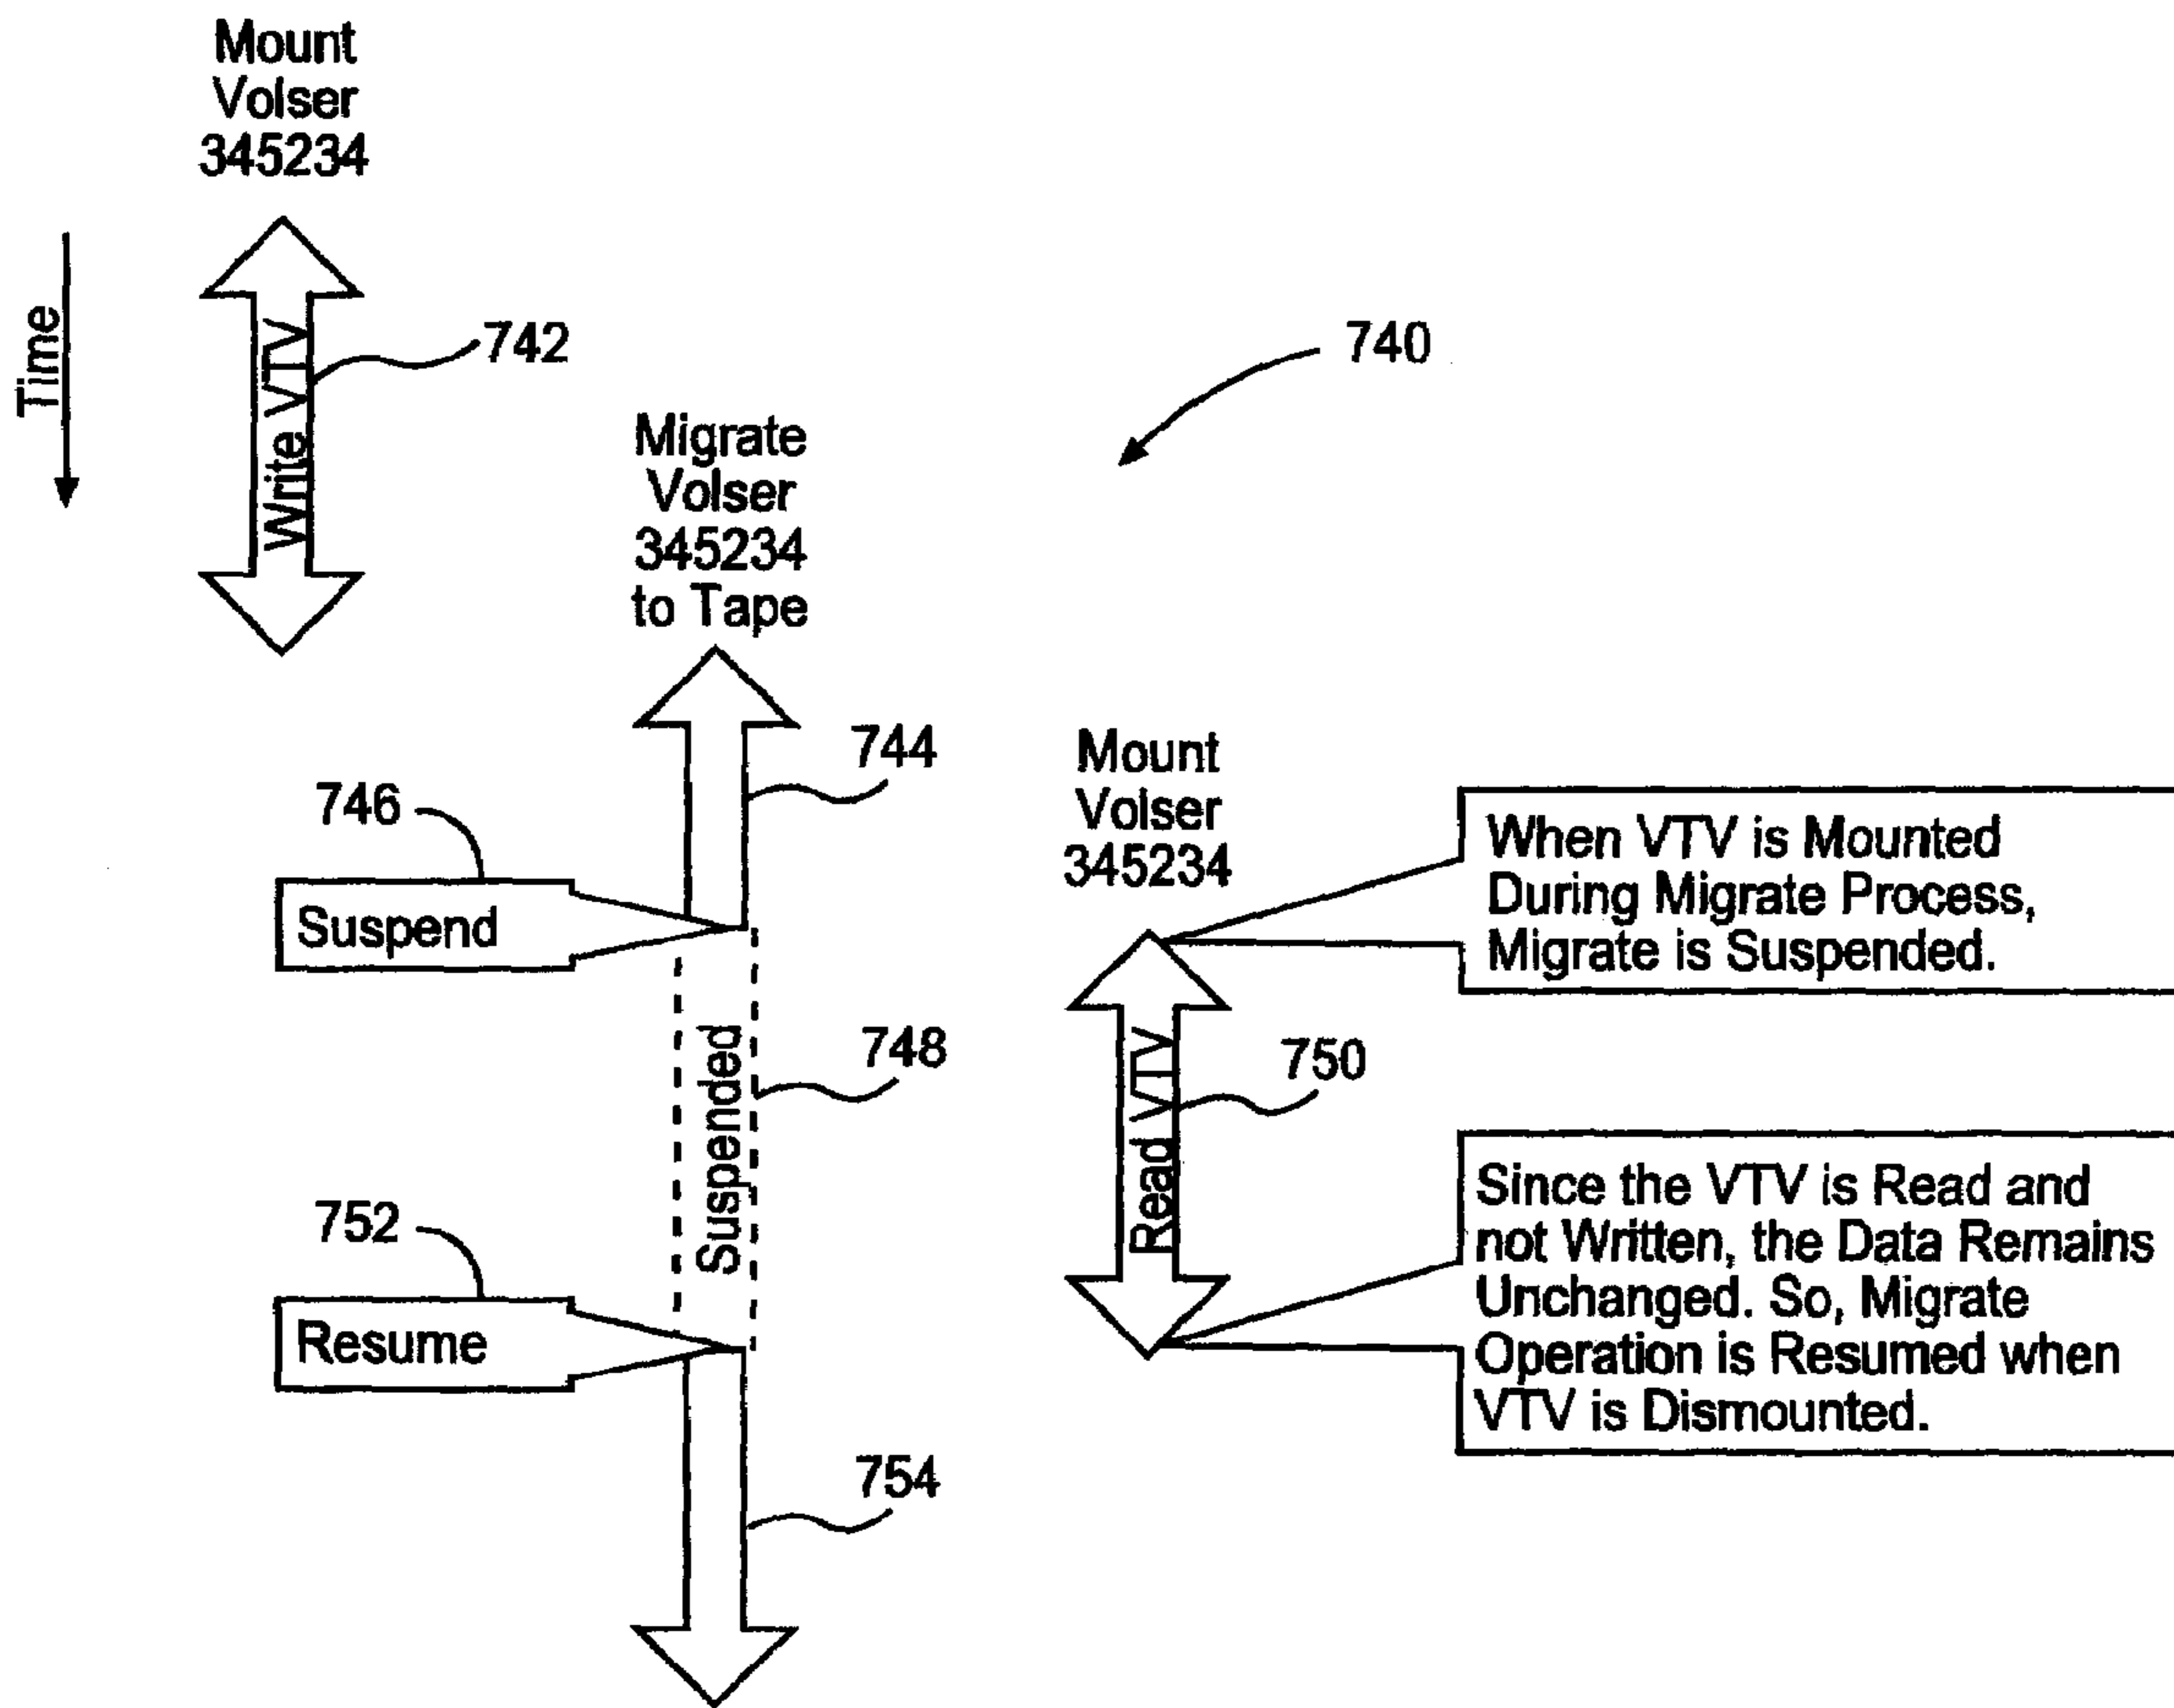 Mount
Volser
345234
Time
Write VTV
742
740
Migrate
Volser
345234
to Tape
744
746
Suspend
Mount
Volser
345234
When VTV is Mounted
During Migrate Process,
Migrate is Suspended.
Suspended
748
Read VTV
750
752
Resume
Since the VTV is Read and
not Written, the Data Remains
Unchanged. So, Migrate
Operation is Resumed when
VTV is Dismounted.
754